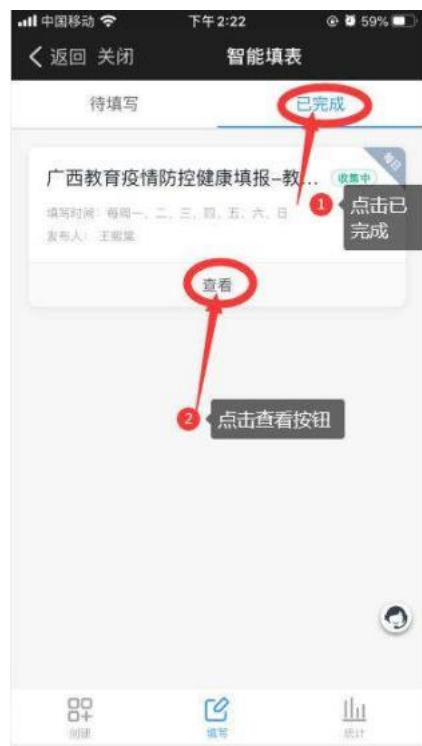 中国移动 下午2:22 59%
返回 关闭 智能填表
待填写 已完成
每日
广西教育疫情防控健康填报-教... 收集中
填写时间：每周一、二、三、四、五、六、日
发布人：王
1 点击已
完成
查看
2 点击查看按钮
创建 填写 统计